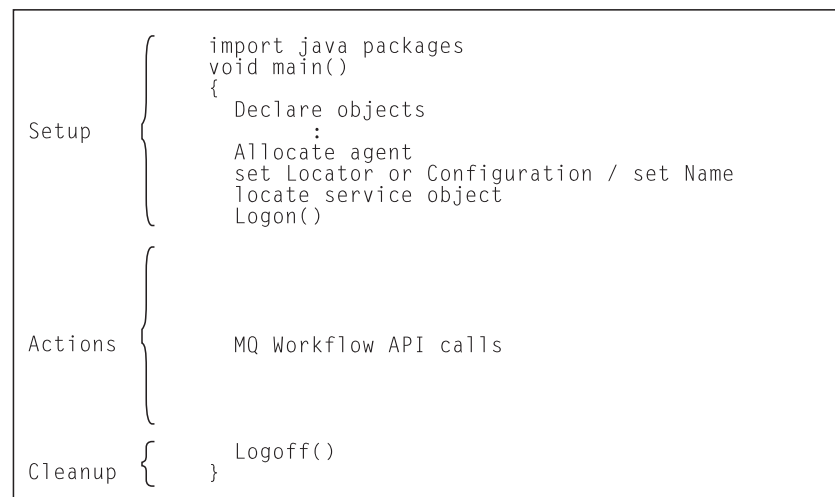 import java packages
void main()
{
Declare objects
:
Setup
Allocate agent
set Locator or Configuration / set Name
locate service object
Logon()
Actions
MQ Workflow API calls
Logoff()
Cleanup
}